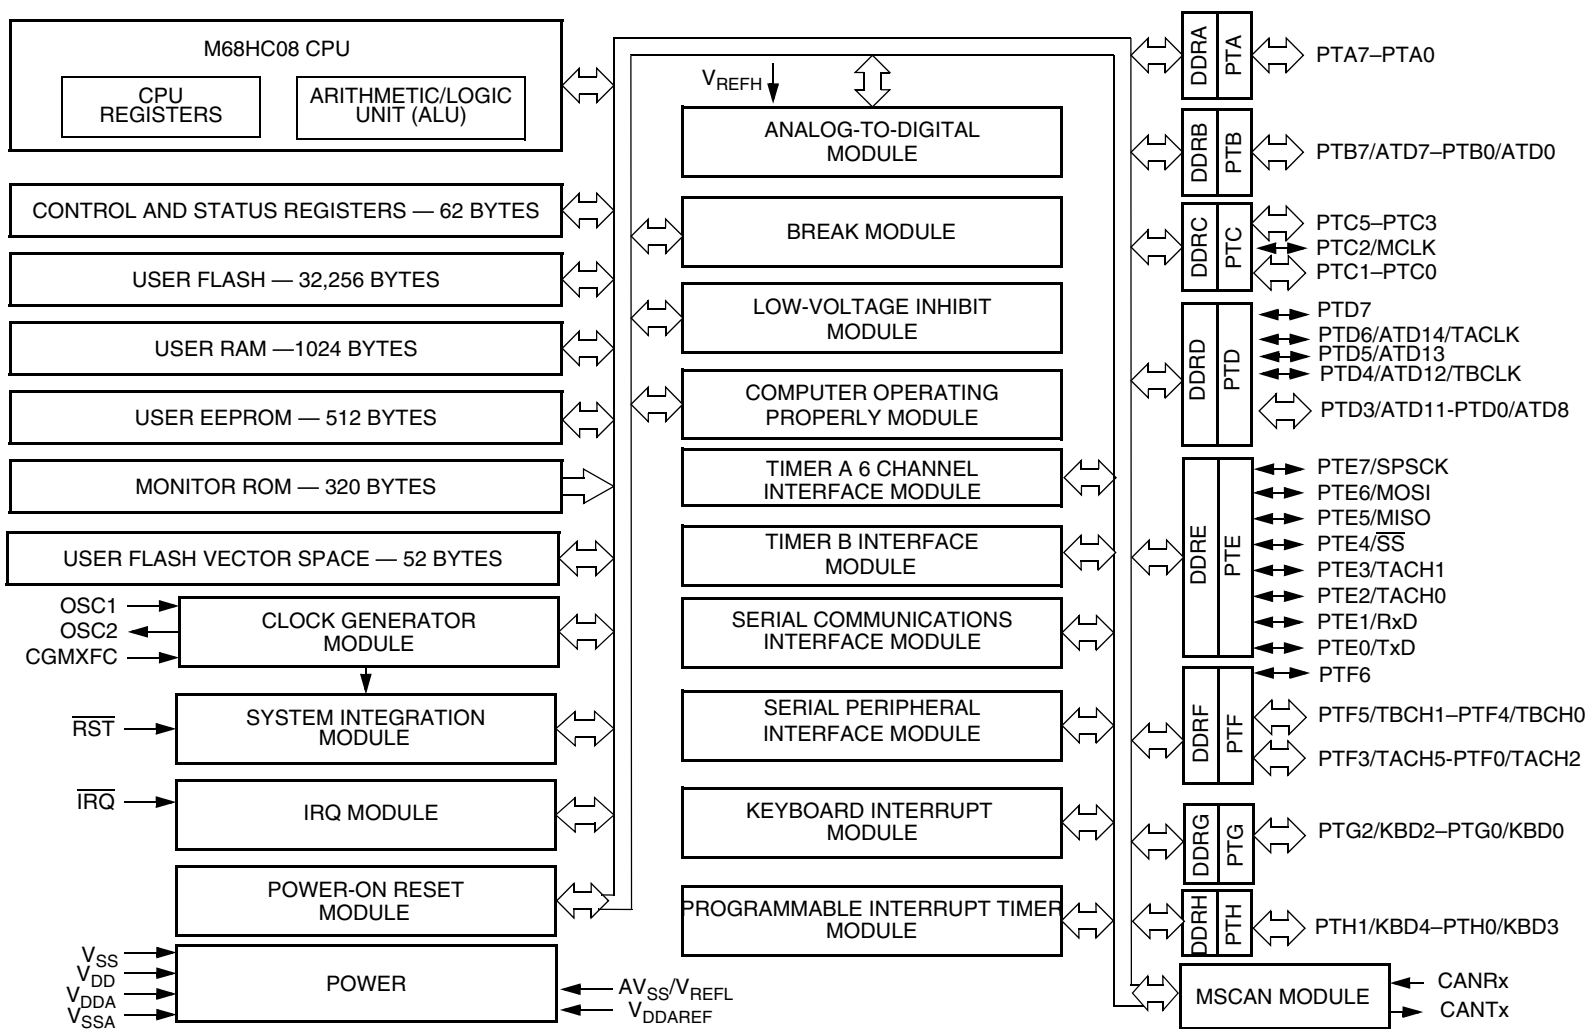 M68HC08 CPU
CPU
REGISTERS
ARITHMETIC/LOGIC
UNIT (ALU)
CONTROL AND STATUS REGISTERS — 62 BYTES
USER FLASH — 32,256 BYTES
USER RAM —1024 BYTES
USER EEPROM — 512 BYTES
MONITOR ROM — 320 BYTES
USER FLASH VECTOR SPACE — 52 BYTES
OSC1
OSC2
CGMXFC
CLOCK GENERATOR
MODULE
RST
SYSTEM INTEGRATION
MODULE
IRQ
IRQ MODULE
POWER-ON RESET
MODULE
VSS
VDD
VDDA
VSSA
POWER
AVSS/VREFL
VDDAREF
VREFH
ANALOG-TO-DIGITAL
MODULE
BREAK MODULE
LOW-VOLTAGE INHIBIT
MODULE
COMPUTER OPERATING
PROPERLY MODULE
TIMER A 6 CHANNEL
INTERFACE MODULE
TIMER B INTERFACE
MODULE
SERIAL COMMUNICATIONS
INTERFACE MODULE
SERIAL PERIPHERAL
INTERFACE MODULE
KEYBOARD INTERRUPT
MODULE
PROGRAMMABLE INTERRUPT TIMER
MODULE
DDRA
PTA
PTA7–PTA0
DDRB
PTB
PTB7/ATD7–PTB0/ATD0
DDRC
PTC
PTC5–PTC3
PTC2/MCLK
PTC1–PTC0
DDRD
PTD
PTD7
PTD6/ATD14/TACLK
PTD5/ATD13
PTD4/ATD12/TBCLK
PTD3/ATD11-PTD0/ATD8
DDRE
PTE
PTE7/SPSCK
PTE6/MOSI
PTE5/MISO
PTE4/SS
PTE3/TACH1
PTE2/TACH0
PTE1/RxD
PTE0/TxD
DDRF
PTF
PTF6
PTF5/TBCH1–PTF4/TBCH0
PTF3/TACH5-PTF0/TACH2
DDRG
PTG
PTG2/KBD2–PTG0/KBD0
DDRH
PTH
PTH1/KBD4–PTH0/KBD3
MSCAN MODULE
CANRx
CANTx